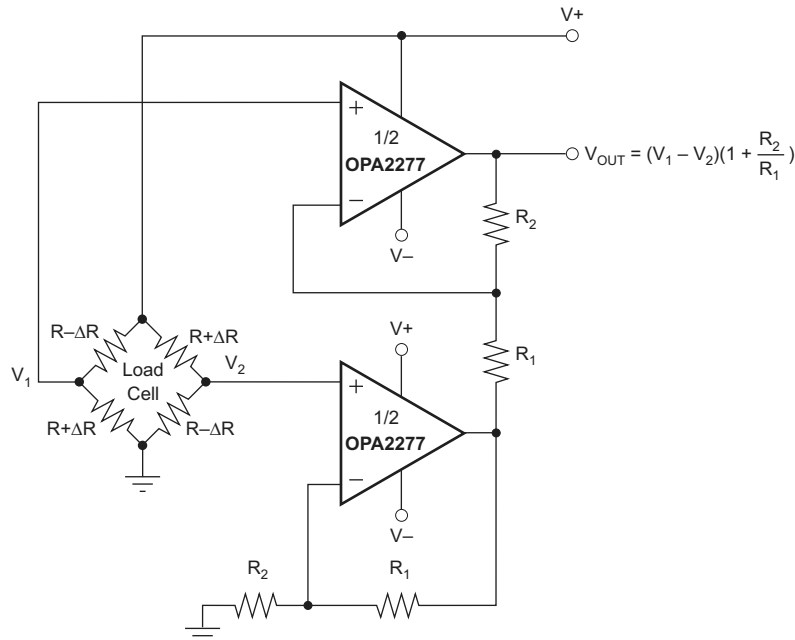 V+
+
1/2
OPA2277
−
V−
V_OUT = (V_1 – V_2)(1 + R_2/R_1)
R_2
R–ΔR
R+ΔR
V_1
Load
Cell
V_2
R+ΔR
R–ΔR
V+
R_1
+
1/2
OPA2277
−
V−
R_2
R_1